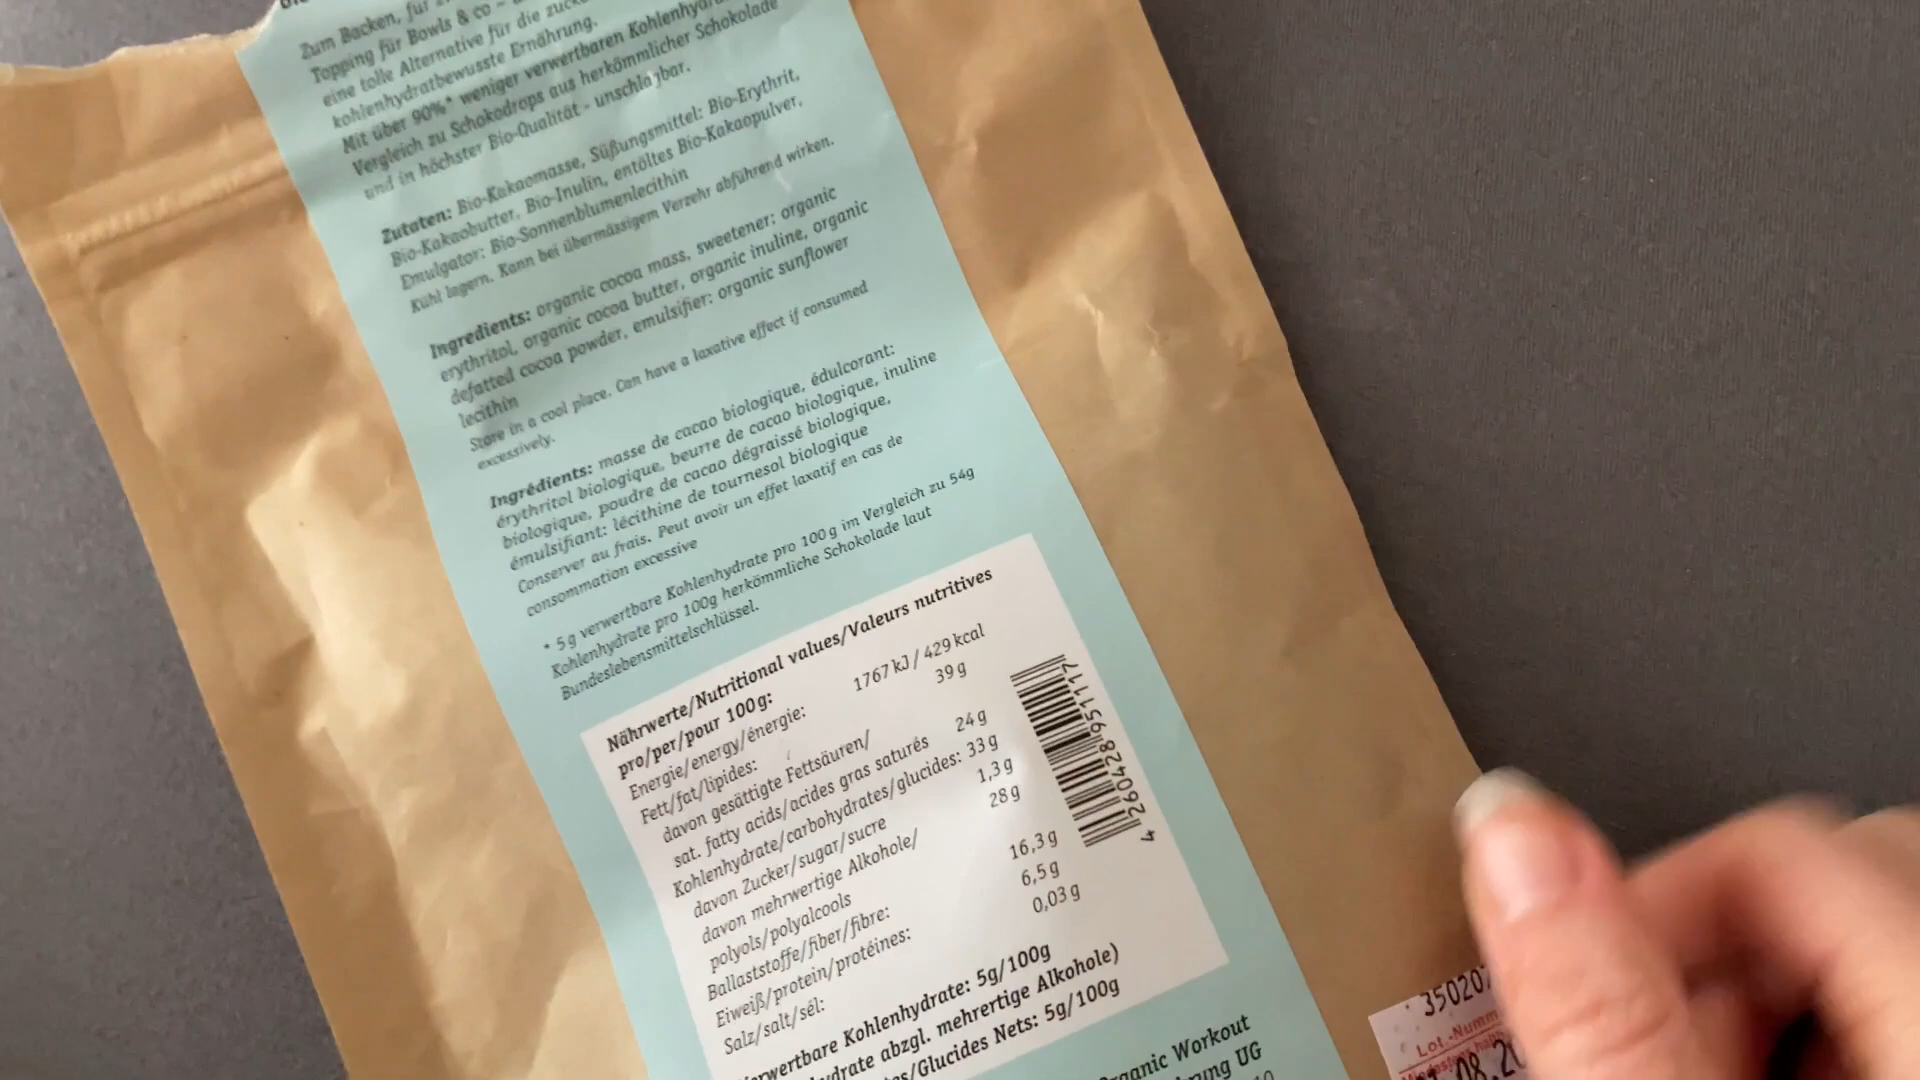 Zum Backen, für
Topping für Bowls & co –
eine tolle Alternative für die
kohlenhydratbewusste Ernährung.
Mit über 90%* weniger verwertbaren
Vergleich zu Schokodrops aus herkömmlicher Schokolade
und in höchster Bio-Qualität - unschlagbar.
Zutaten: Bio-Kakaomasse, Süßungsmittel: Bio-Erythrit,
Bio-Kakaobutter, Bio-Inulin, entöltes Bio-Kakaopulver,
Emulgator: Bio-Sonnenblumenlecithin
Kühl lagern. Kann bei übermässigem Verzehr abführend wirken.
Ingredients: organic cocoa mass, sweetener: organic
erythritol, organic cocoa butter, organic inuline, organic
defatted cocoa powder, emulsifier: organic sunflower
lecithin
Store in a cool place. Can have a laxative effect if consumed
excessively.
Ingrédients: masse de cacao biologique, édulcorant:
érythritol biologique, beurre de cacao biologique, inuline
biologique, poudre de cacao dégraissé biologique,
émulsifiant: lécithine de tournesol biologique
Conserver au frais. Peut avoir un effet laxatif en cas de
consommation excessive
* 5g verwertbare Kohlenhydrate pro 100g im Vergleich zu 54g
Kohlenhydrate pro 100g herkömmliche Schokolade laut
Bundeslebensmittelschlüssel.
Nährwerte/Nutritional values/Valeurs nutritives
pro/per/pour 100g:
Energie/energy/énergie: 1767 kJ / 429 kcal
Fett/fat/lipides: 39 g
davon gesättigte Fettsäuren/
sat. fatty acids/acides gras saturés 24 g
Kohlenhydrate/carbohydrates/glucides: 33 g
davon Zucker/sugar/sucre 1,3 g
davon mehrwertige Alkohole/ 28 g
polyols/polyalcools
Ballaststoffe/fiber/fibre: 16,3 g
Eiweiß/protein/protéines: 6,5 g
Salz/salt/sél: 0,03 g
Kohlenhydrate: 5g/100g
abzgl. mehrertige Alkohole)
/Glucides Nets: 5g/100g
4 260428 951117
Workout
UG